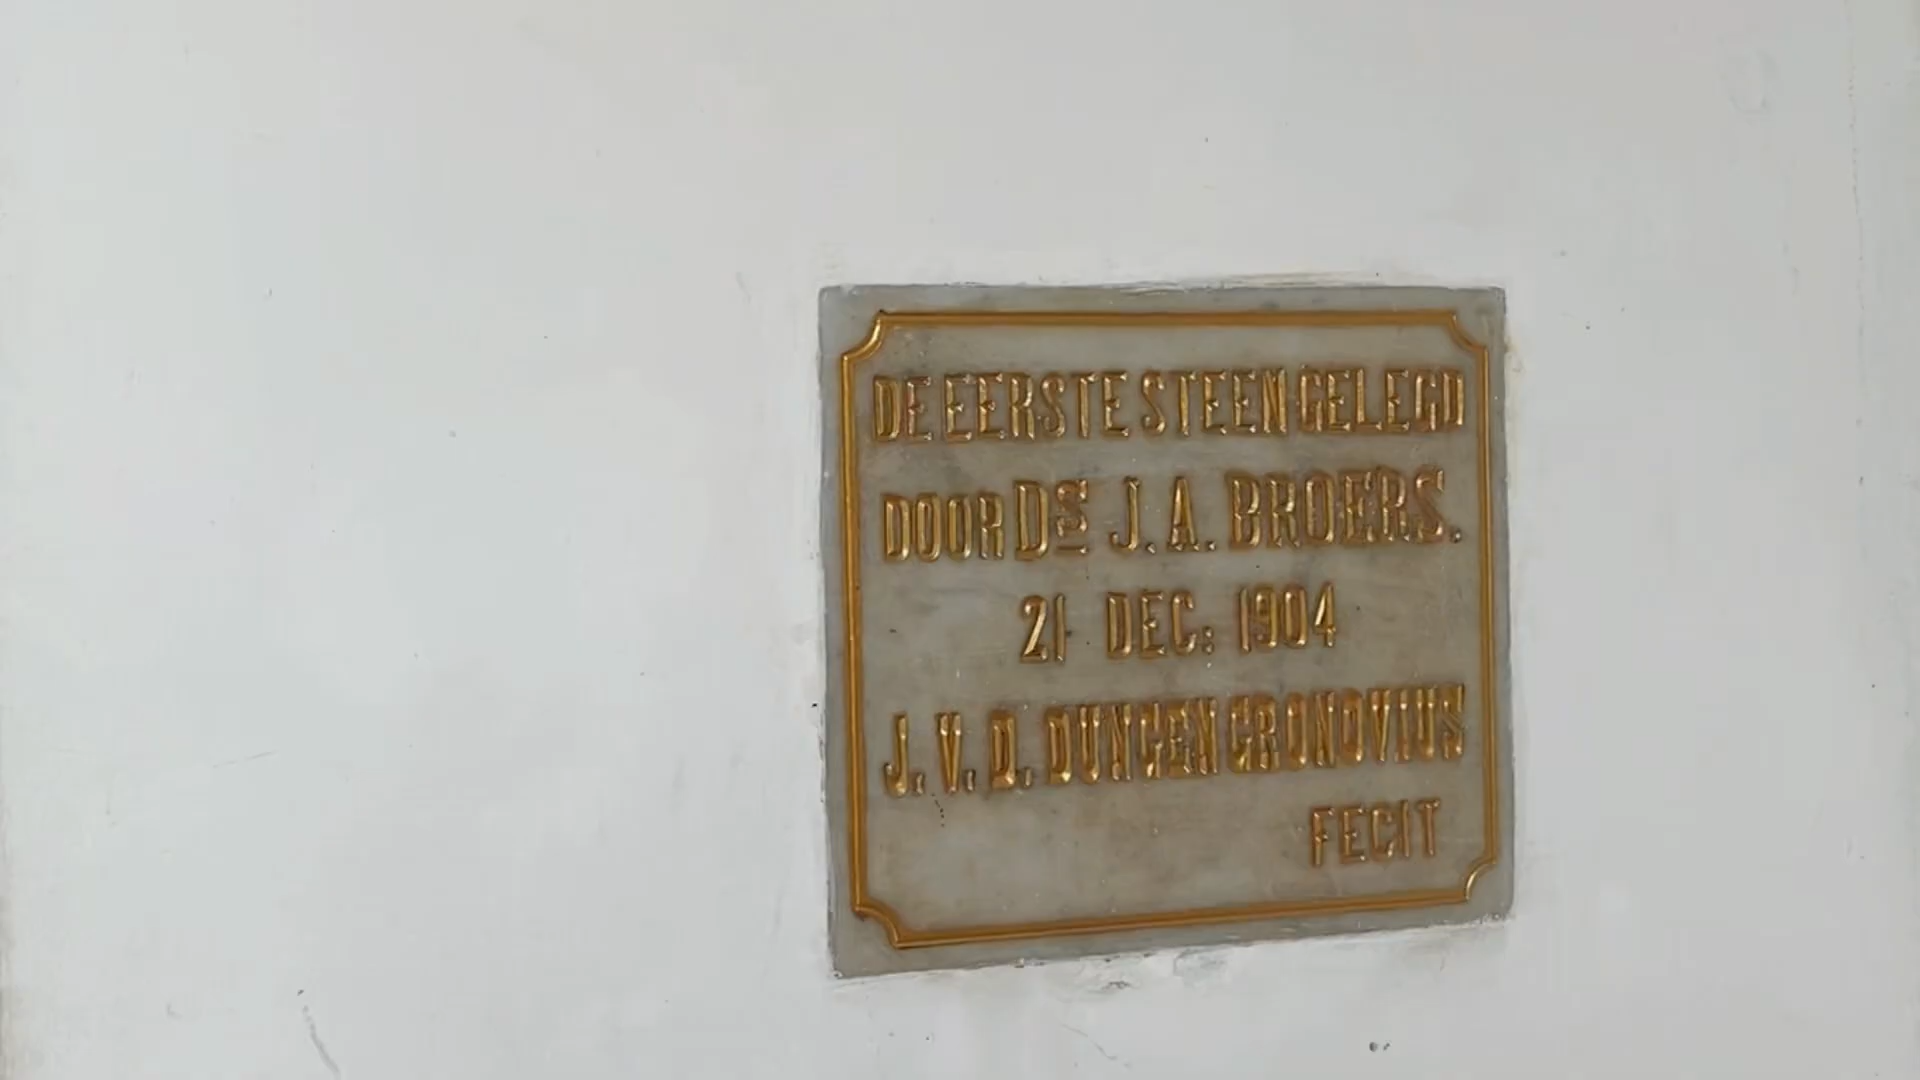 DE EERSTE STEEN GELEGD
DOOR DS J. A. BROERS.
21 DEC: 1904
J. V. D. DUNGEN GRONOVIUS
FECIT